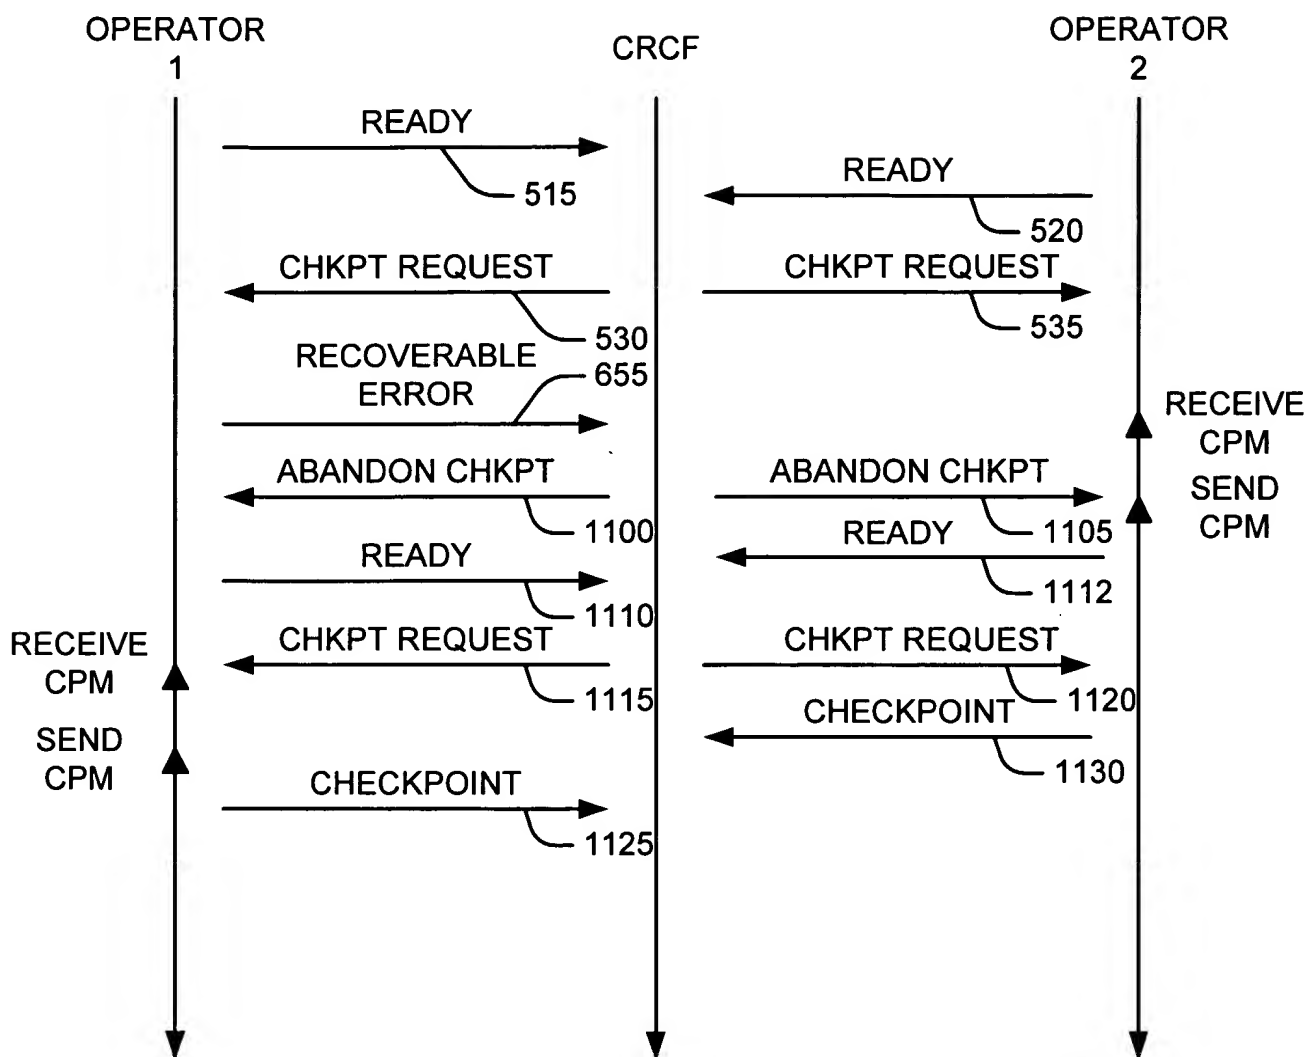 OPERATOR
1
CRCF
OPERATOR
2
READY
515
READY
520
CHKPT REQUEST
530
CHKPT REQUEST
535
RECOVERABLE
ERROR
655
RECEIVE
CPM
ABANDON CHKPT
1100
ABANDON CHKPT
1105
SEND
CPM
READY
1110
READY
1112
RECEIVE
CPM
CHKPT REQUEST
1115
CHKPT REQUEST
1120
SEND
CPM
CHECKPOINT
1130
CHECKPOINT
1125